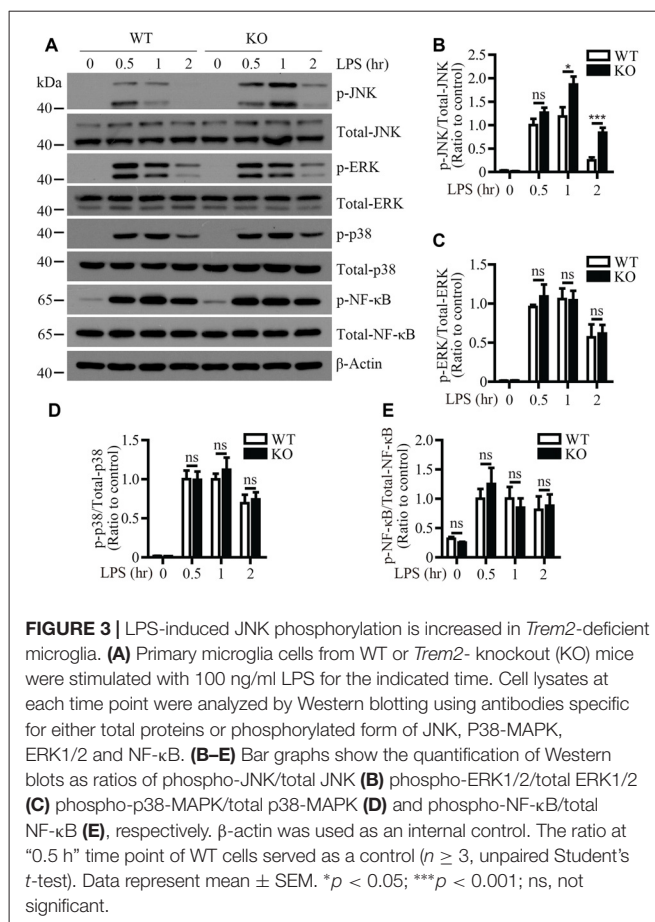 A
WT KO
0 0.5 1 2 0 0.5 1 2 LPS (hr)
kDa
40 p-JNK
40 Total-JNK
40 p-ERK
40 Total-ERK
40 p-p38
40 Total-p38
65 p-NF-κB
65 Total-NF-κB
40 β-Actin
B
WT
KO
p-JNK/Total-JNK
(Ratio to control)
2.5
2.0
1.5
1.0
0.5
0
ns * ***
LPS (hr) 0 0.5 1 2
C
WT
KO
p-ERK/Total-ERK
(Ratio to control)
1.5
1.0
0.5
0
ns ns ns
LPS (hr) 0 0.5 1 2
D
WT
KO
p-p38/Total-p38
(Ratio to control)
1.5
1.0
0.5
0
ns ns ns
LPS (hr) 0 0.5 1 2
E
WT
KO
p-NF-κB/Total-NF-κB
(Ratio to control)
2.0
1.5
1.0
0.5
0
ns ns ns ns
LPS (hr) 0 0.5 1 2
FIGURE 3 | LPS-induced JNK phosphorylation is increased in Trem2-deficient
microglia. (A) Primary microglia cells from WT or Trem2- knockout (KO) mice
were stimulated with 100 ng/ml LPS for the indicated time. Cell lysates at
each time point were analyzed by Western blotting using antibodies specific
for either total proteins or phosphorylated form of JNK, P38-MAPK,
ERK1/2 and NF-κB. (B–E) Bar graphs show the quantification of Western
blots as ratios of phospho-JNK/total JNK (B) phospho-ERK1/2/total ERK1/2
(C) phospho-p38-MAPK/total p38-MAPK (D) and phospho-NF-κB/total
NF-κB (E), respectively. β-actin was used as an internal control. The ratio at
“0.5 h” time point of WT cells served as a control (n ≥ 3, unpaired Student’s
t-test). Data represent mean ± SEM. *p < 0.05; ***p < 0.001; ns, not
significant.